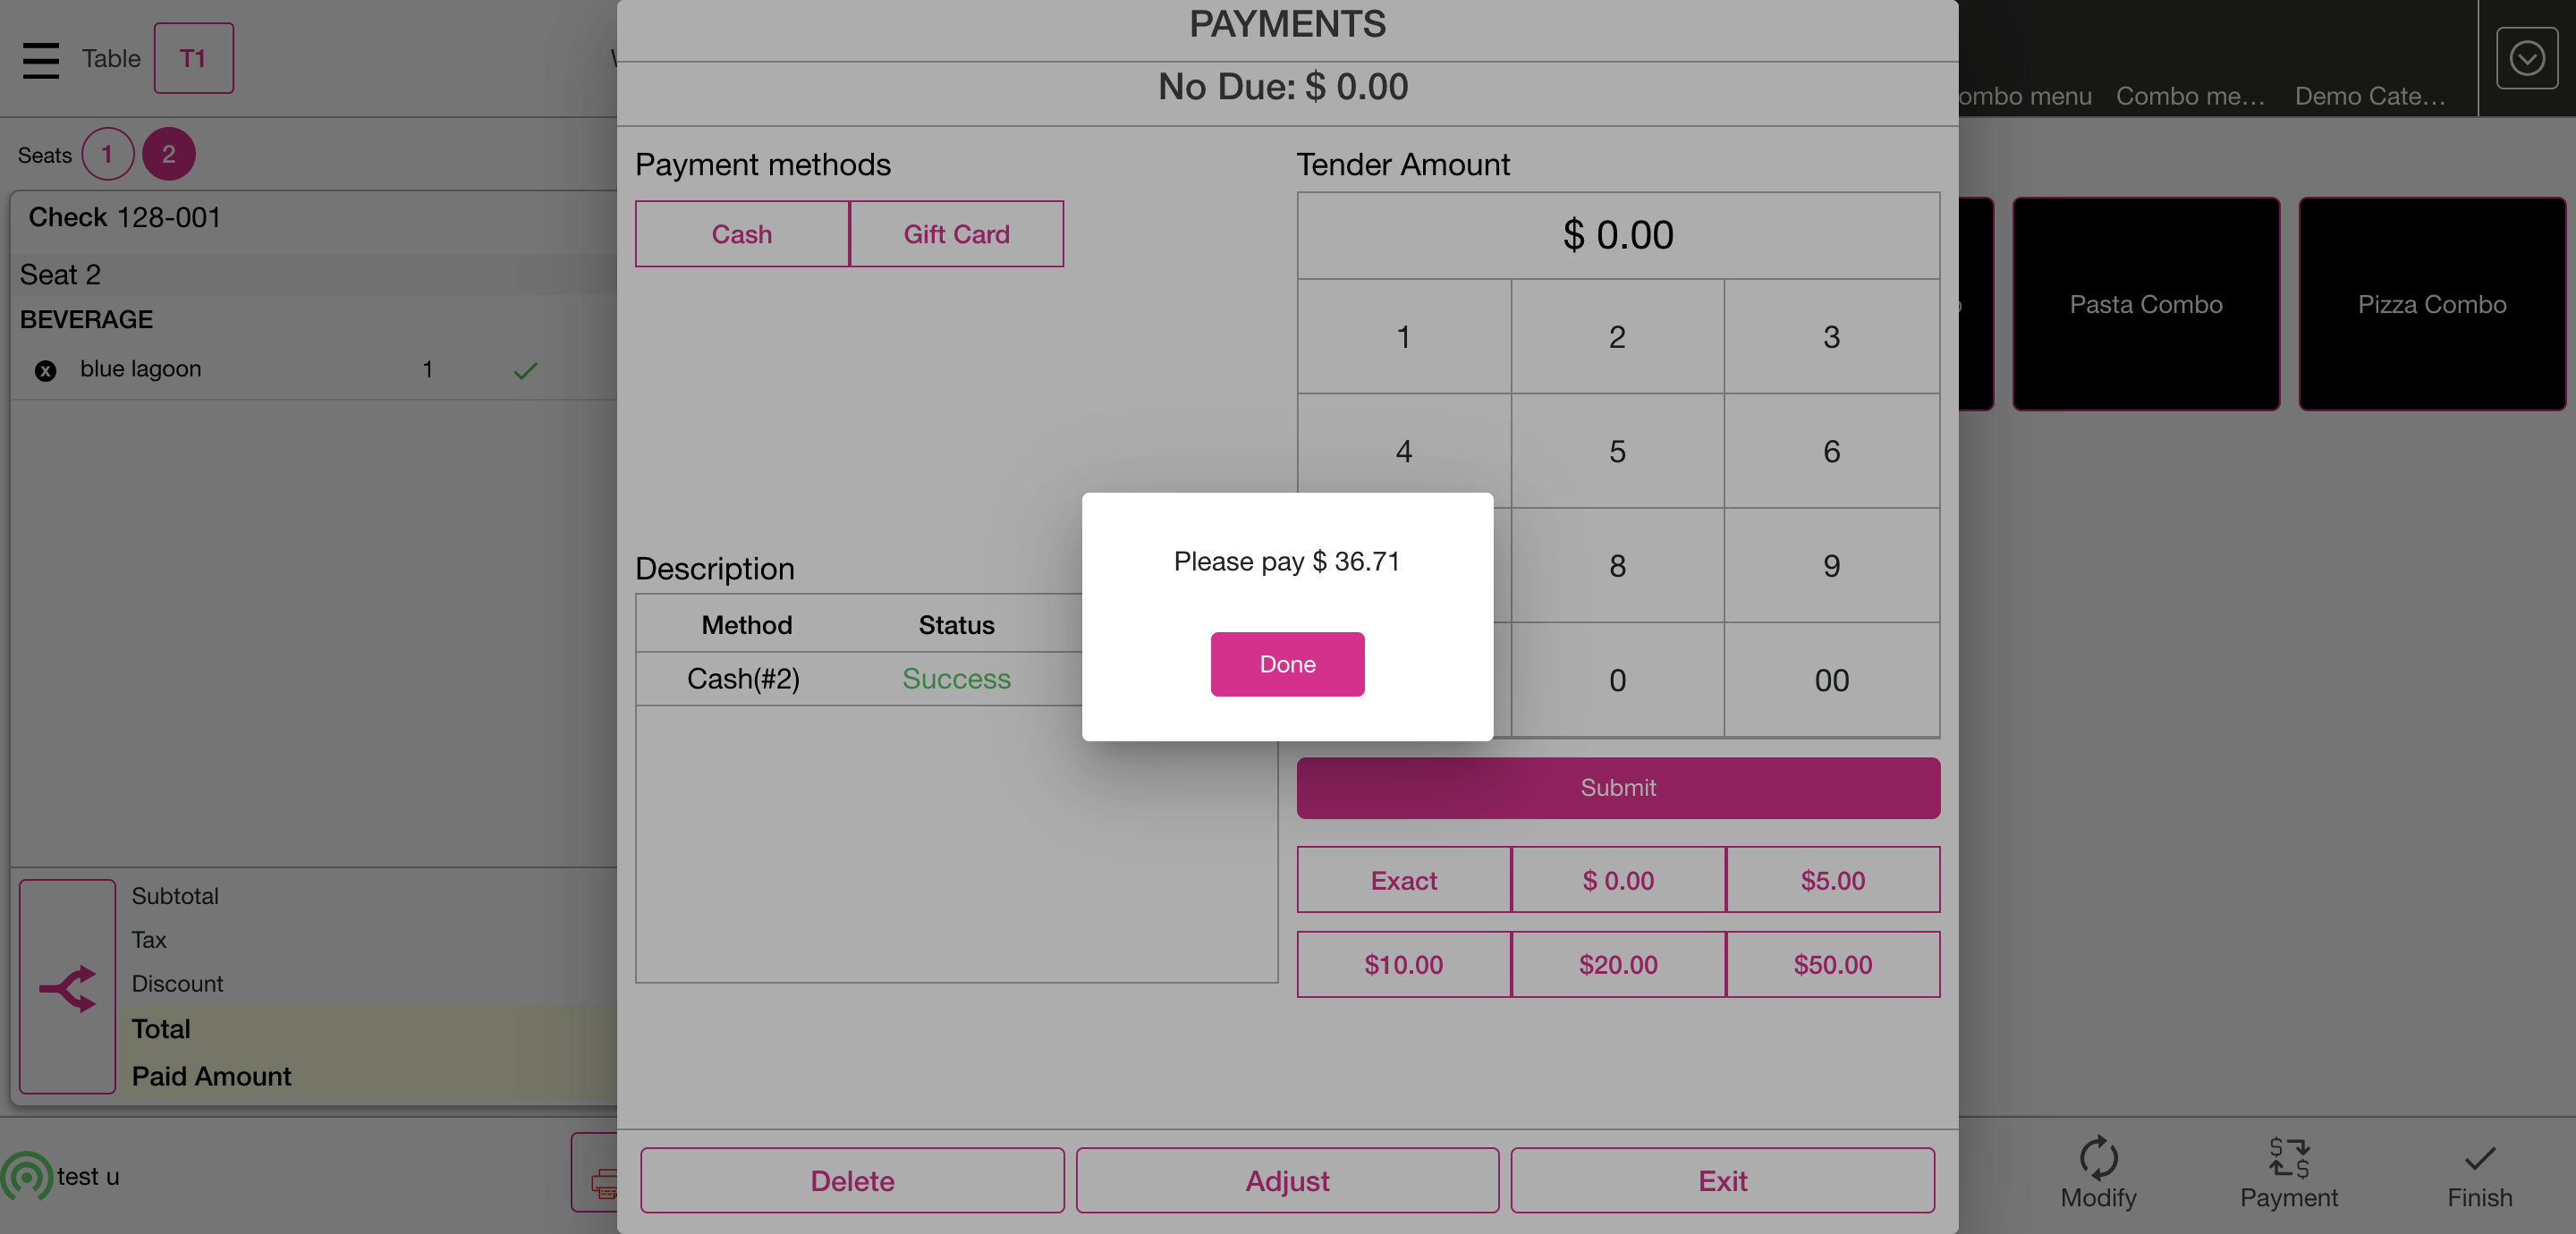 PAYMENTS
No Due: $ 0.00
Table
T1
ombo menu
Combo me...
Demo Cate...
Seats
1
2
Check 128-001
Seat 2
BEVERAGE
blue lagoon
1
Subtotal
Tax
Discount
Total
Paid Amount
test u
Payment methods
Cash
Gift Card
Description
Method
Status
Cash(#2)
Success
Tender Amount
$ 0.00
1
2
3
4
5
6
8
9
0
00
Submit
Exact
$ 0.00
$5.00
$10.00
$20.00
$50.00
Please pay $ 36.71
Done
Delete
Adjust
Exit
Pasta Combo
Pizza Combo
Modify
Payment
Finish